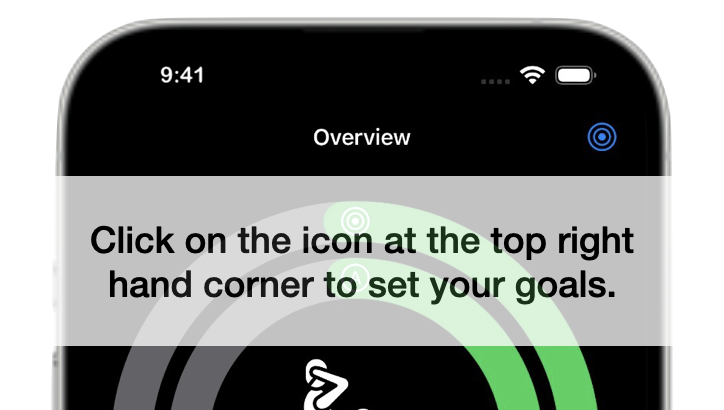 9:41
Overview
Click on the icon at the top right
hand corner to set your goals.